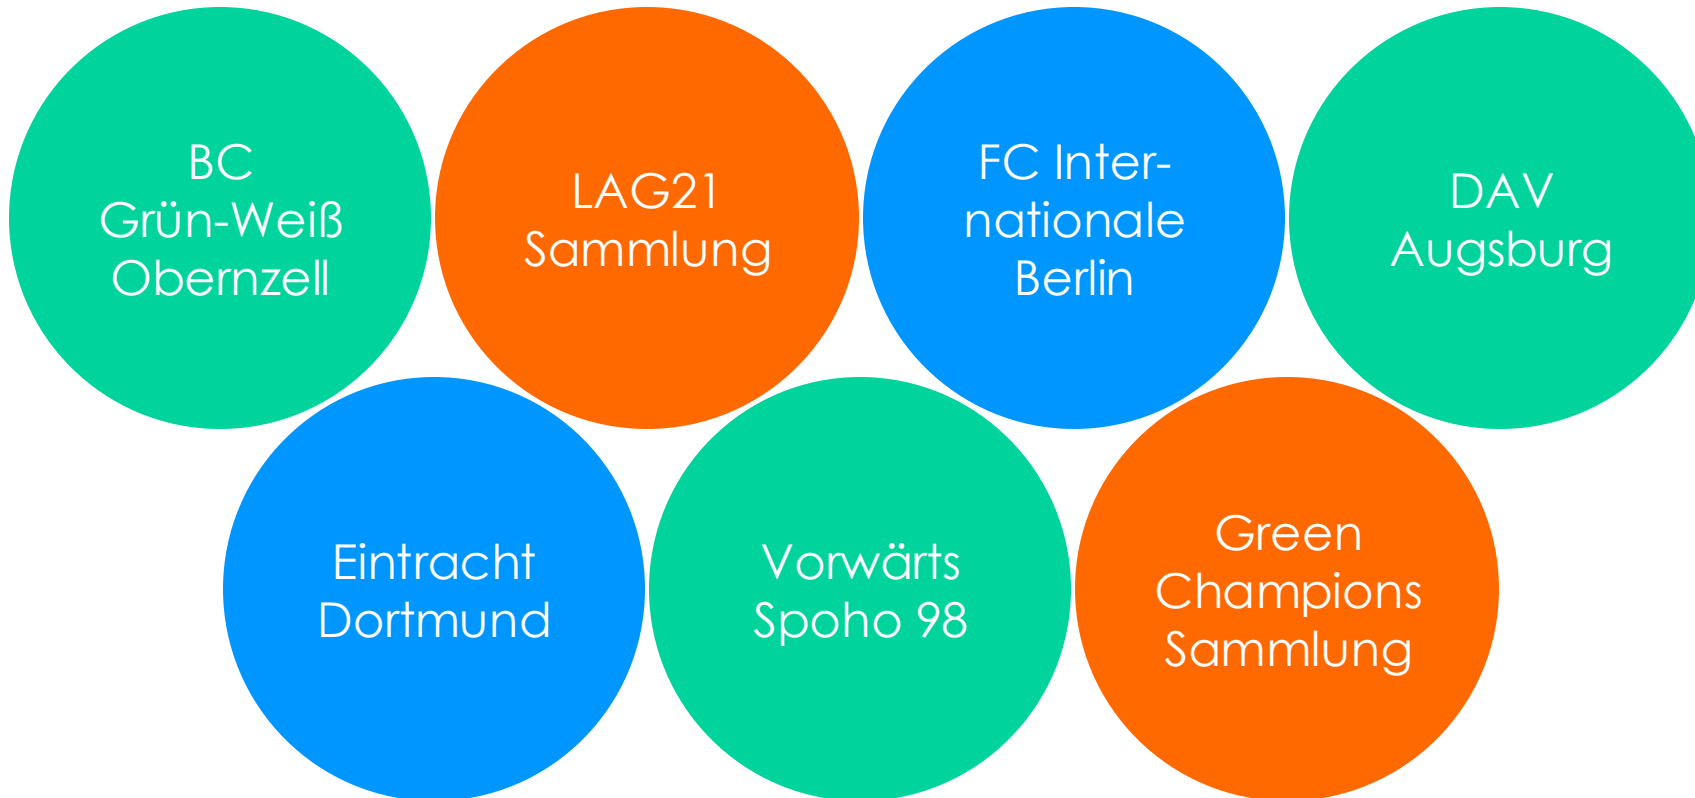 BC
Grün-Weiß
Obernzell
LAG21
Sammlung
FC Inter-
nationale
Berlin
DAV
Augsburg
Eintracht
Dortmund
Vorwärts
Spoho 98
Green
Champions
Sammlung